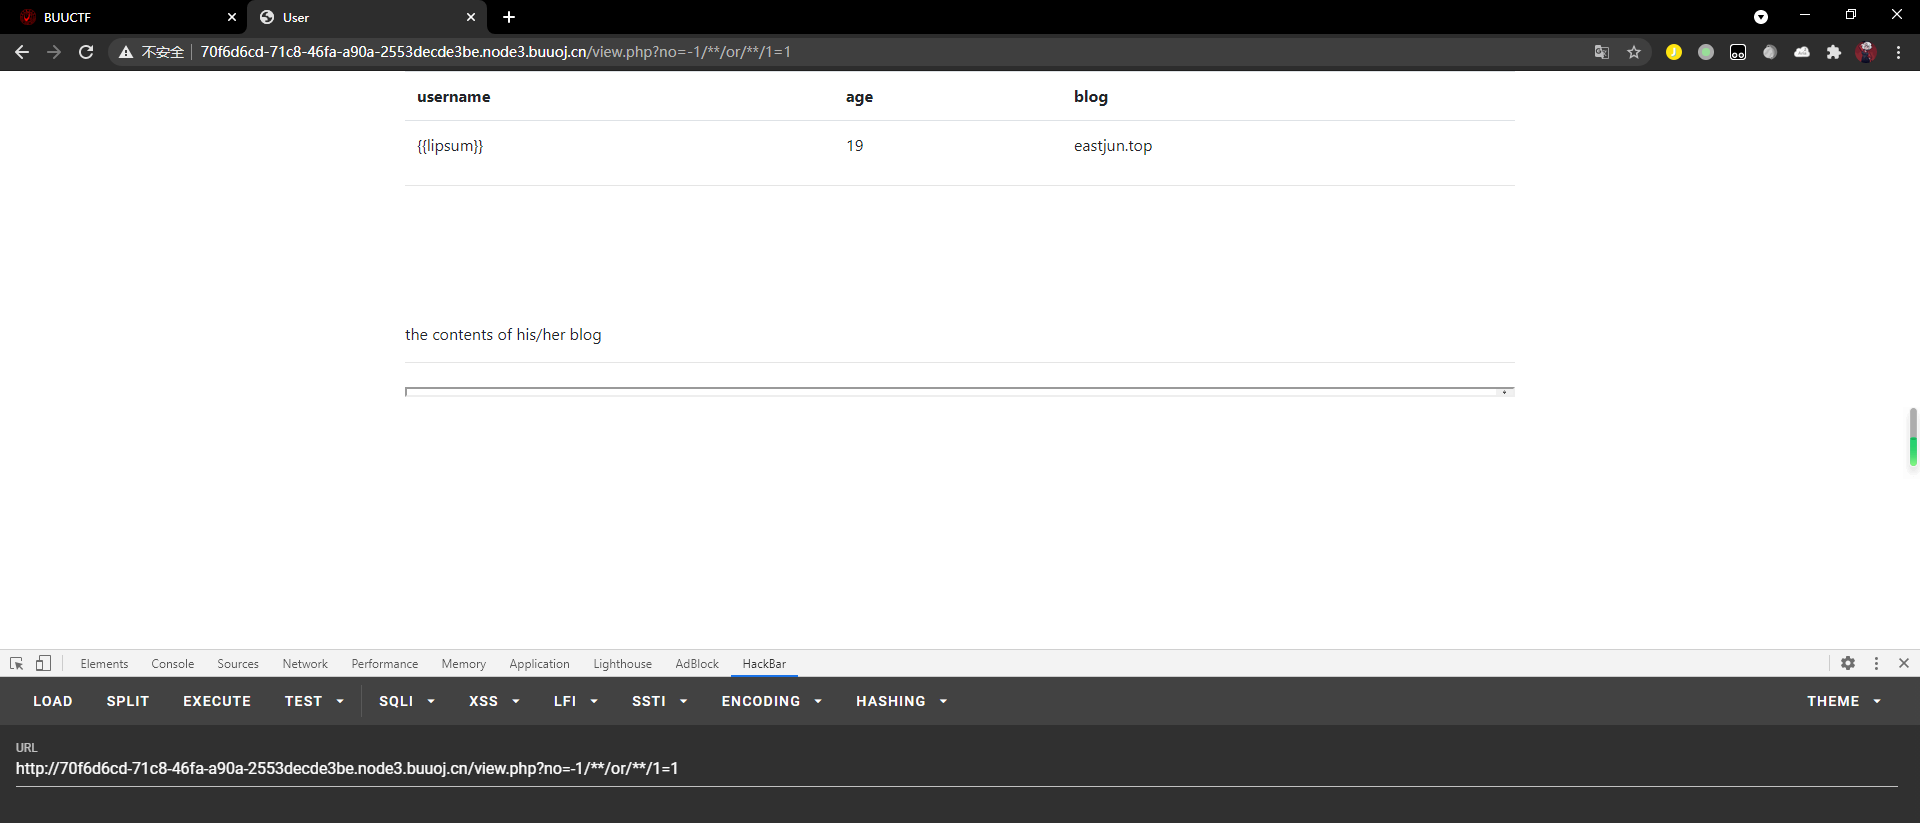 BUUCTF
User
不安全
70f6d6cd-71c8-46fa-a90a-2553decde3be.node3.buuoj.cn/view.php?no=-1/**/or/**/1=1
username age blog
{{lipsum}} 19 eastjun.top
the contents of his/her blog
Elements Console Sources Network Performance Memory Application Lighthouse AdBlock HackBar
LOAD SPLIT EXECUTE TEST SQLI XSS LFI SSTI ENCODING HASHING THEME
URL
http://70f6d6cd-71c8-46fa-a90a-2553decde3be.node3.buuoj.cn/view.php?no=-1/**/or/**/1=1